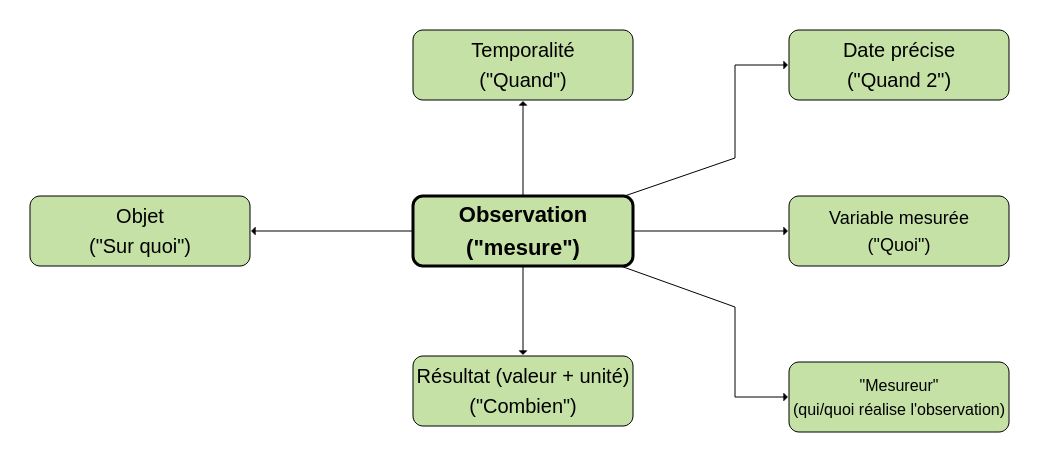 Temporalité
("Quand")
Date précise
("Quand 2")
Objet
("Sur quoi")
Observation
("mesure")
Variable mesurée
("Quoi")
Résultat (valeur + unité)
("Combien")
"Mesureur"
(qui/quoi réalise l'observation)